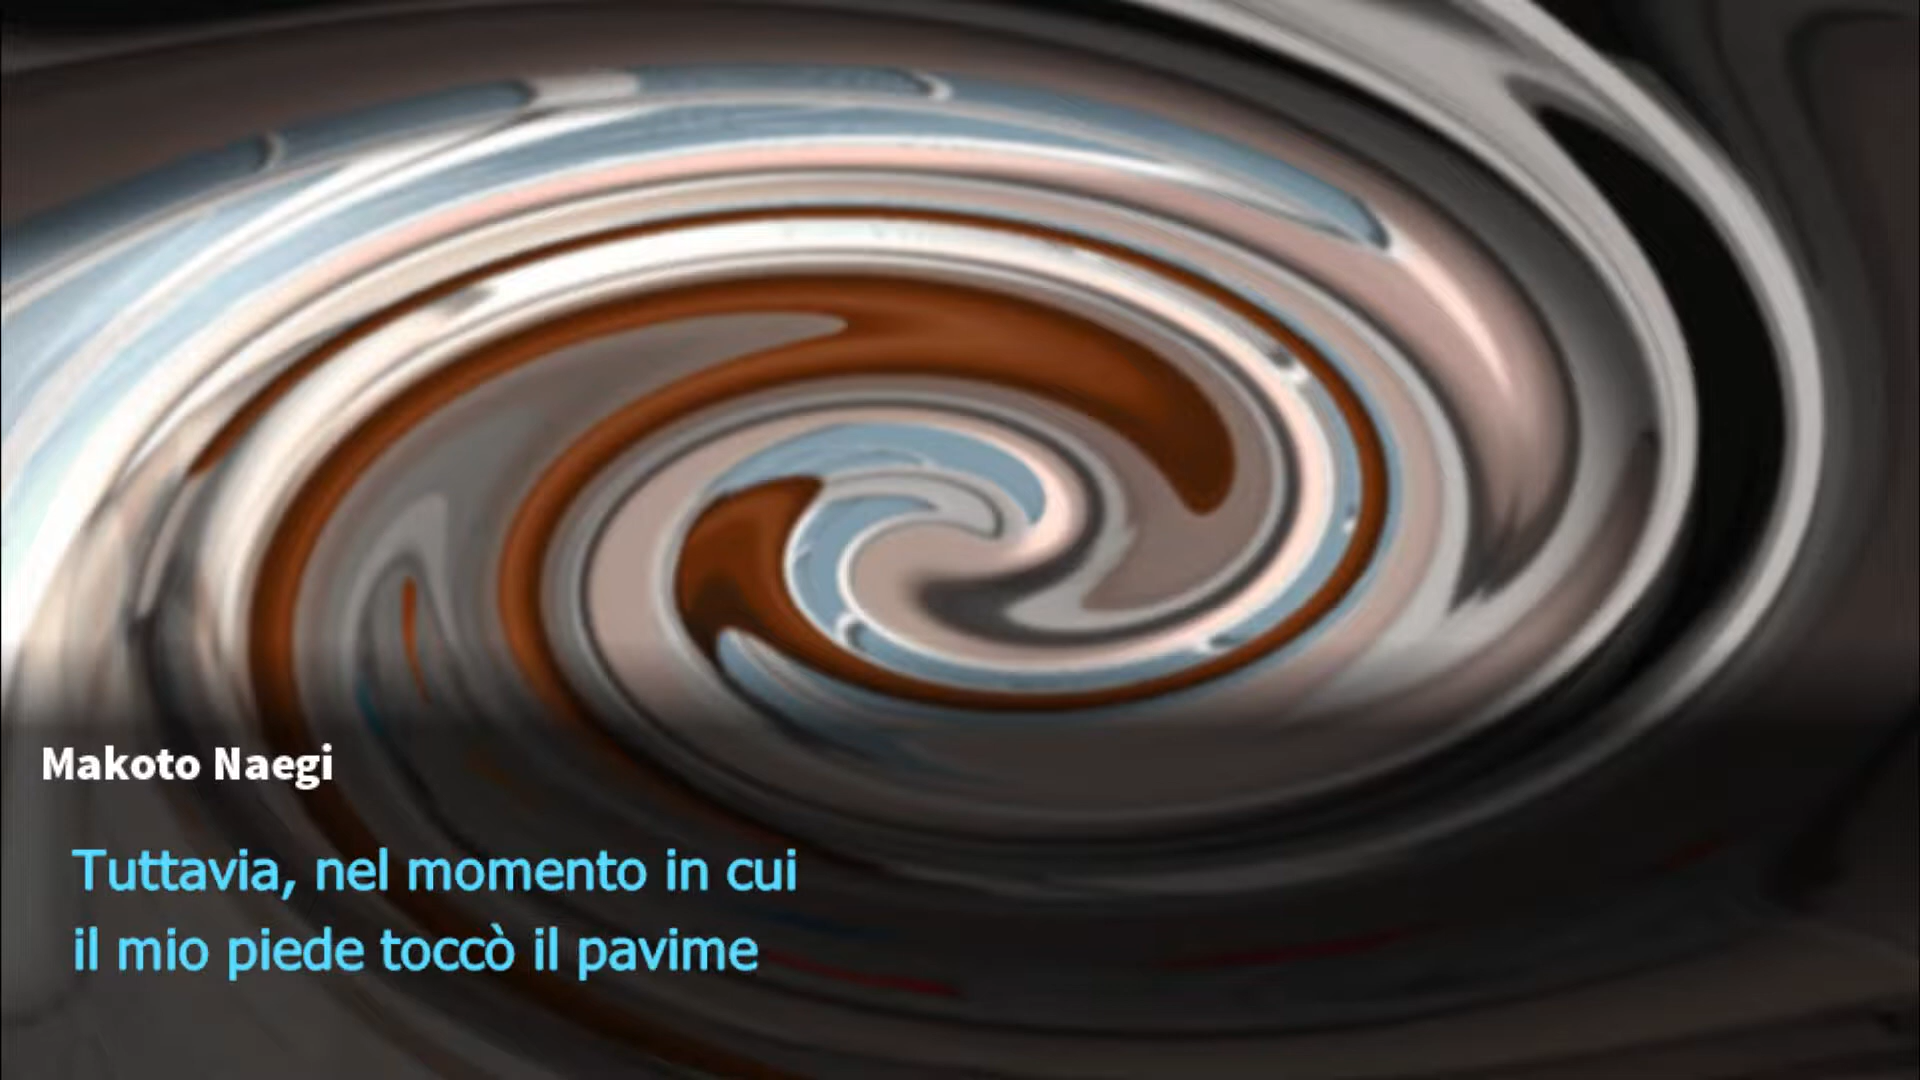 Makoto Naegi
Tuttavia, nel momento in cui
il mio piede toccò il pavime